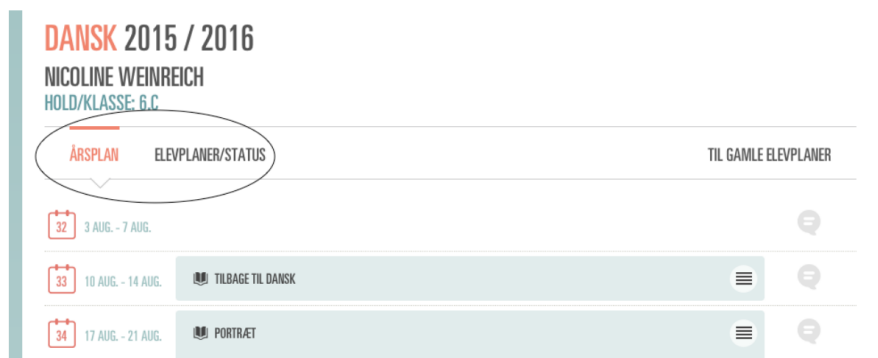 DANSK 2015 / 2016
NICOLINE WEINREICH
HOLD/KLASSE: 6.C
ÅRSPLAN ELEVPLANER/STATUS TIL GAMLE ELEVPLANER
32 3 AUG. - 7 AUG.
33 10 AUG. - 14 AUG. TILBAGE TIL DANSK
34 17 AUG. - 21 AUG. PORTRÆT